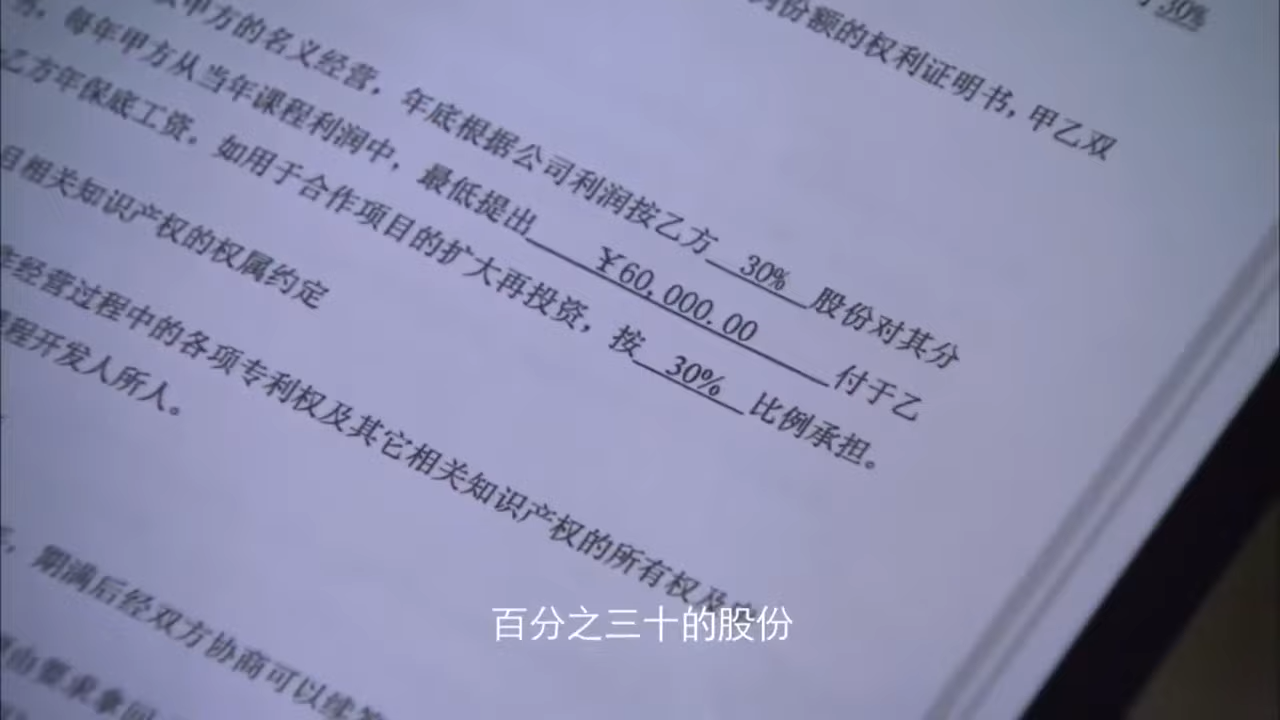 30%
份额的权利证明书，甲乙双
甲方的名义经营，年底根据公司利润按乙方 30% 股份对其分
，每年甲方从当年课程利润中，最低提出 ￥60,000.00 付于乙
乙方年保底工资。如用于合作项目的扩大再投资，按 30% 比例承担。
目相关知识产权的权属约定
经营过程中的各项专利权及其它相关知识产权的所有权及
程开发人所人。
，期满后经双方协商可以续签
由要求拿回
百分之三十的股份